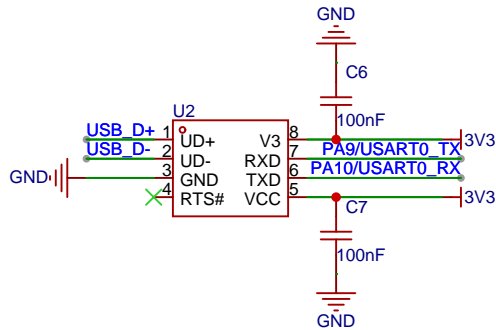 GND
C6
100nF
U2
USB_D+ 1 UD+ V3 8 3V3
USB_D- 2 UD- RXD 7 PA9/USART0_TX
GND 3 GND TXD 6 PA10/USART0_RX
4 RTS# VCC 5 3V3
C7
100nF
GND